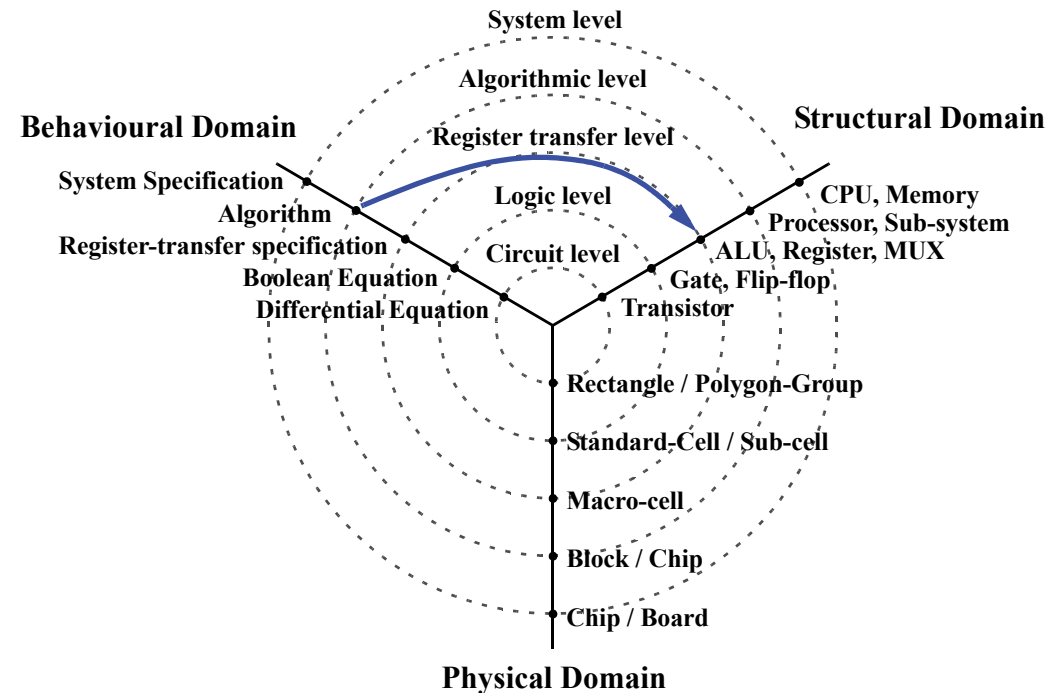 System level
Algorithmic level
Register transfer level
Logic level
Circuit level
Behavioural Domain
System Specification
Algorithm
Register-transfer specification
Boolean Equation
Differential Equation
Structural Domain
CPU, Memory
Processor, Sub-system
ALU, Register, MUX
Gate, Flip-flop
Transistor
Rectangle / Polygon-Group
Standard-Cell / Sub-cell
Macro-cell
Block / Chip
Chip / Board
Physical Domain